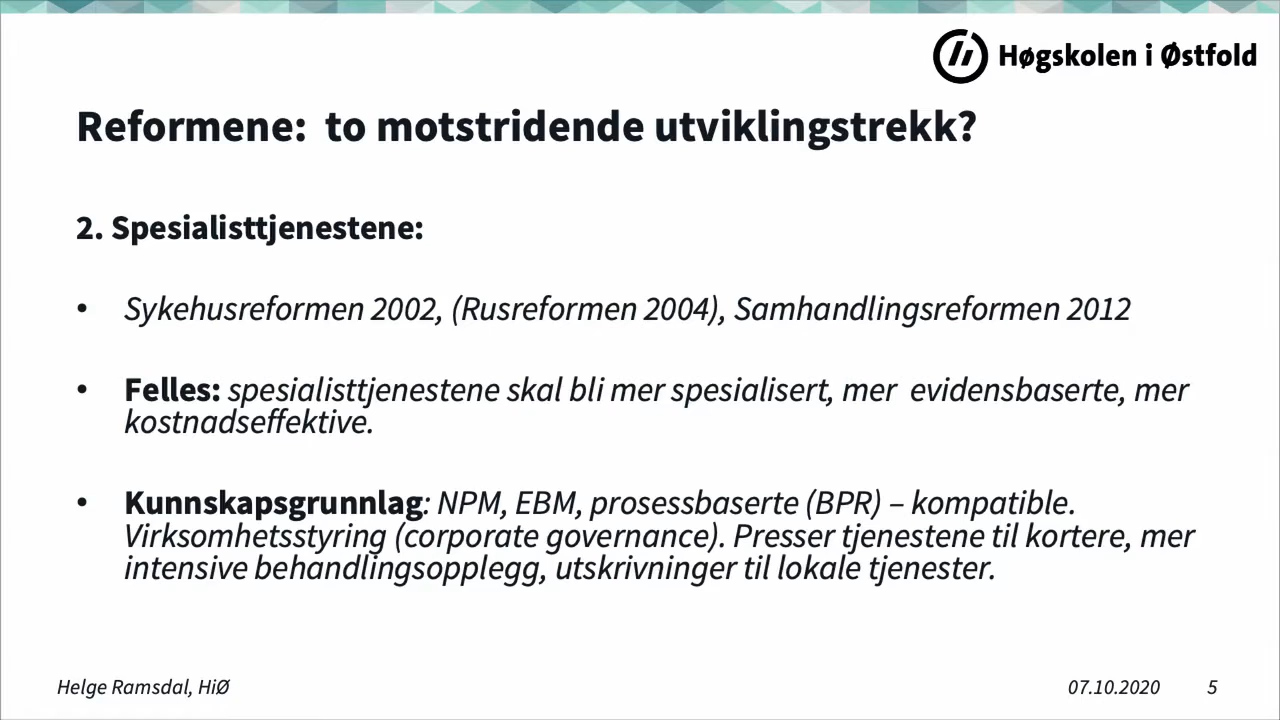 Høgskolen i Østfold
Reformene:  to motstridende utviklingstrekk?
2. Spesialisttjenestene:
• Sykehusreformen 2002, (Rusreformen 2004), Samhandlingsreformen 2012
• Felles: spesialisttjenestene skal bli mer spesialisert, mer  evidensbaserte, mer
kostnadseffektive.
• Kunnskapsgrunnlag: NPM, EBM, prosessbaserte (BPR) – kompatible.
Virksomhetsstyring (corporate governance). Presser tjenestene til kortere, mer
intensive behandlingsopplegg, utskrivninger til lokale tjenester.
Helge Ramsdal, HiØ
07.10.2020 5